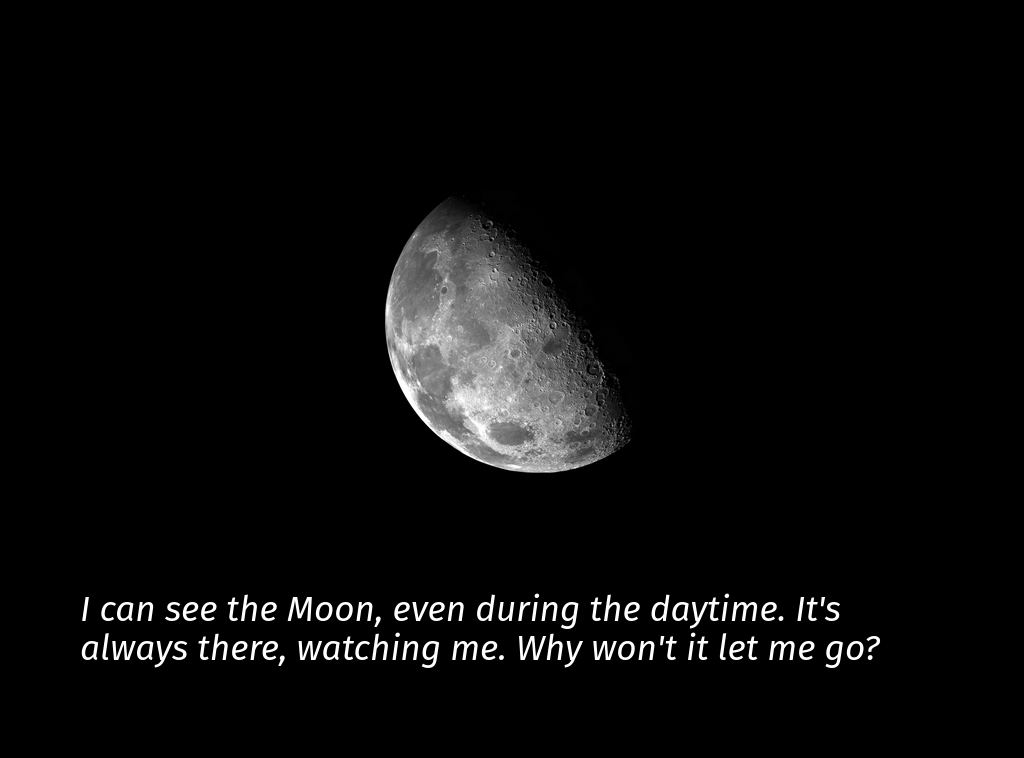 I can see the Moon, even during the daytime. It's
always there, watching me. Why won't it let me go?